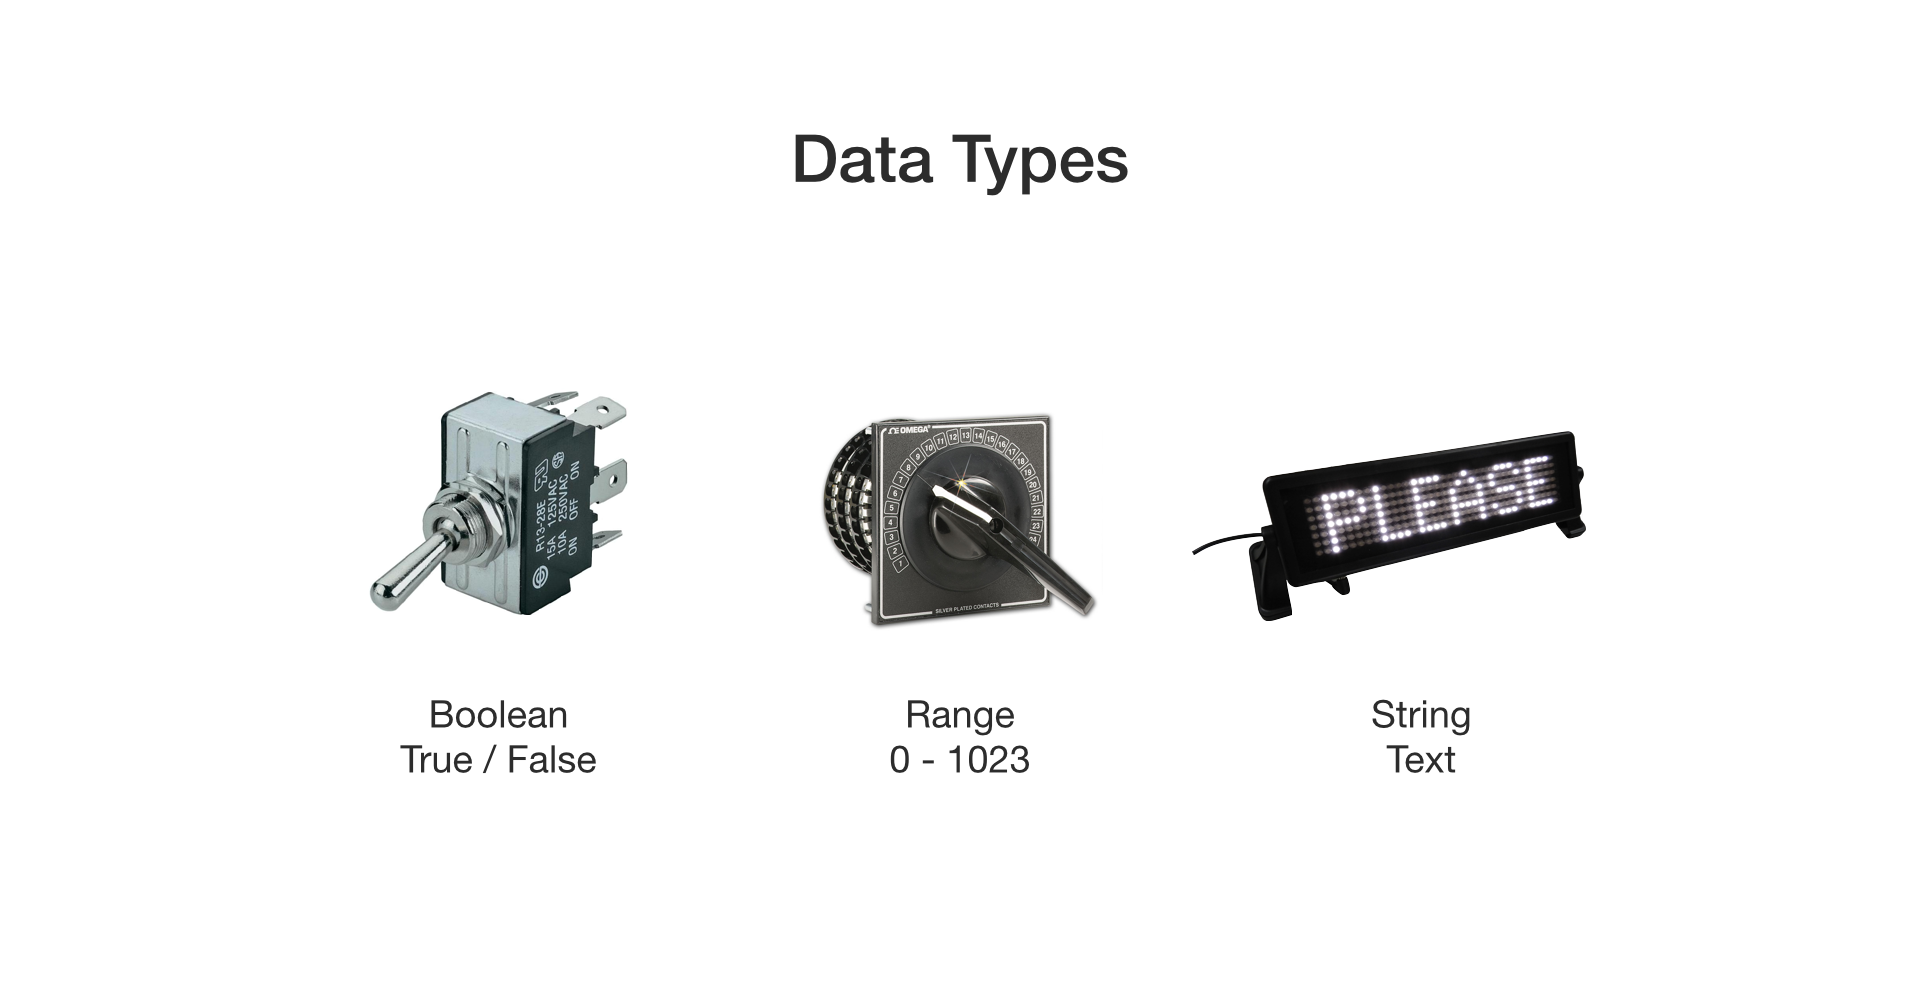 Data Types
R13-28E
15A 125VAC
10A 250VAC
ON OFF ON
OMEGA®
1 2 3 4 5 6 7 8 9 10 11 12 13 14 15 16 17 18 19 20 21 22 23 24
SILVER PLATED CONTACTS
PLEASE
Boolean
True / False
Range
0 - 1023
String
Text